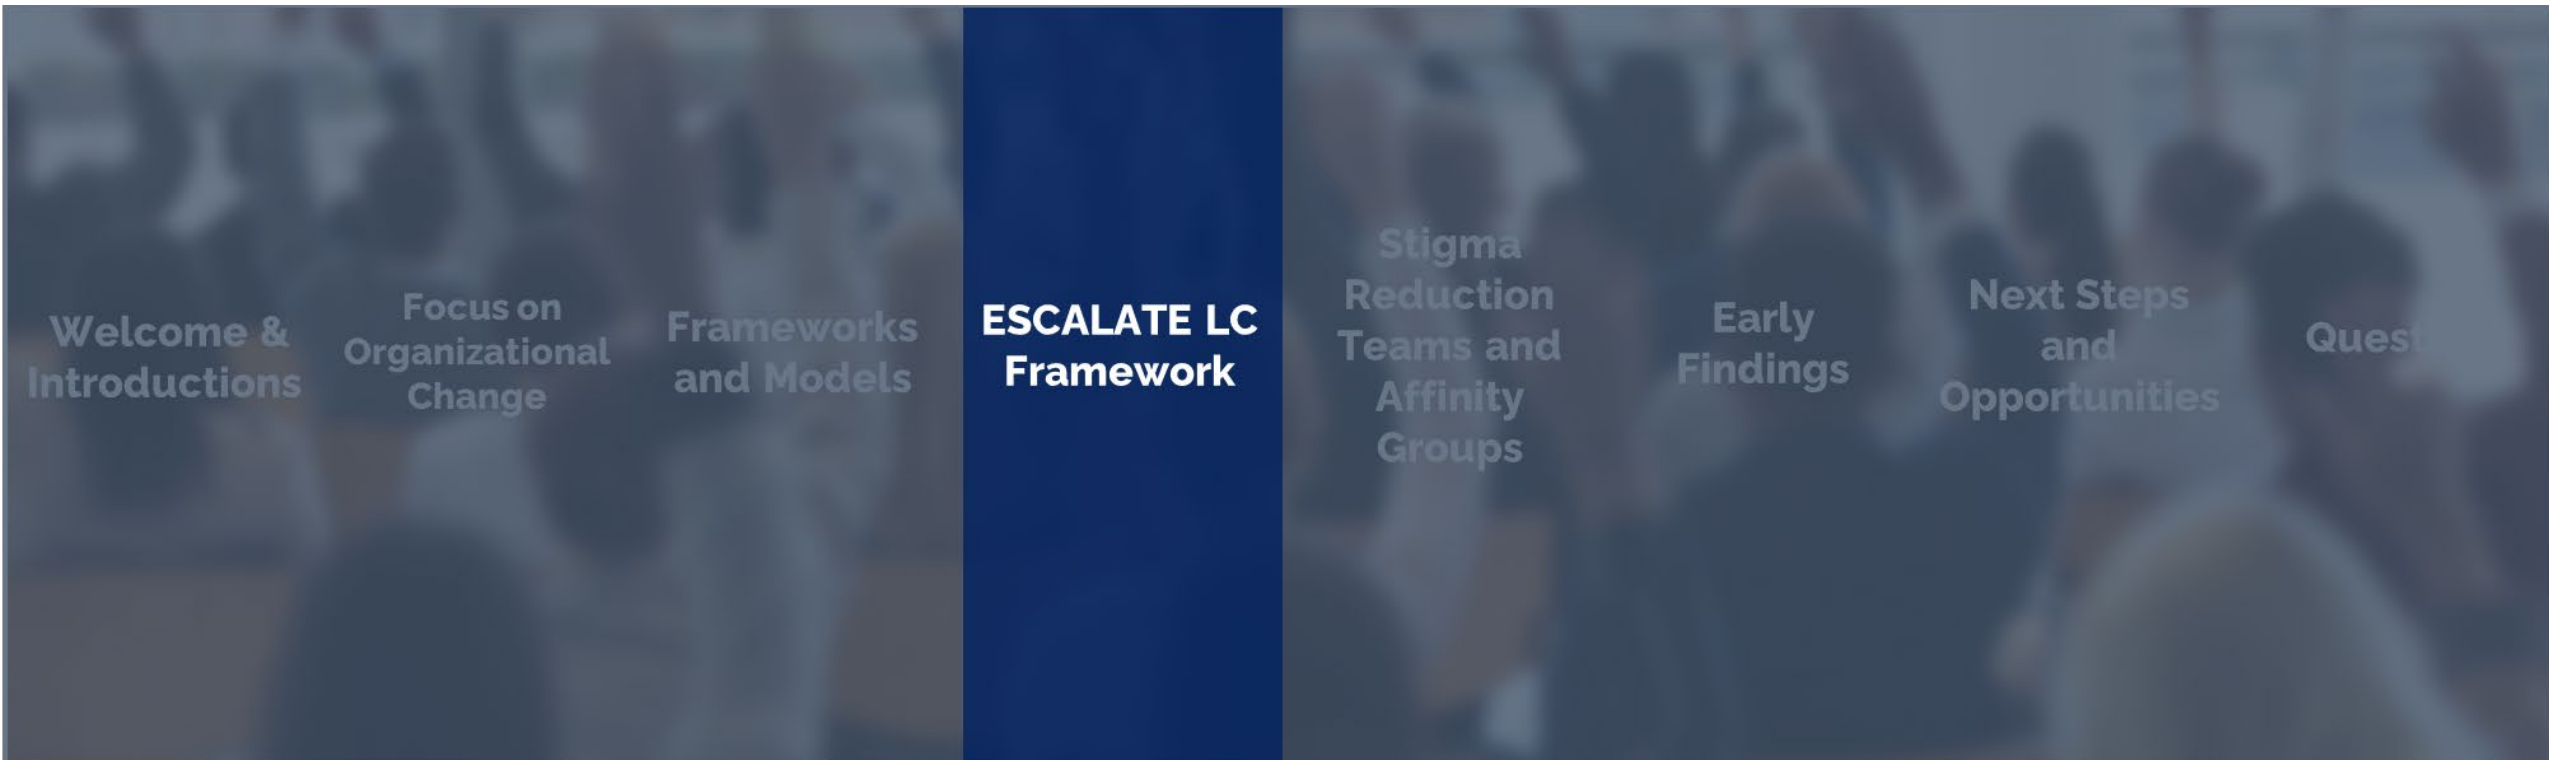 Welcome &
Introductions
Focus on
Organizational
Change
Frameworks
and Models
ESCALATE LC
Framework
Stigma
Reduction
Teams and
Affinity
Groups
Early
Findings
Next Steps
and
Opportunities
Quest